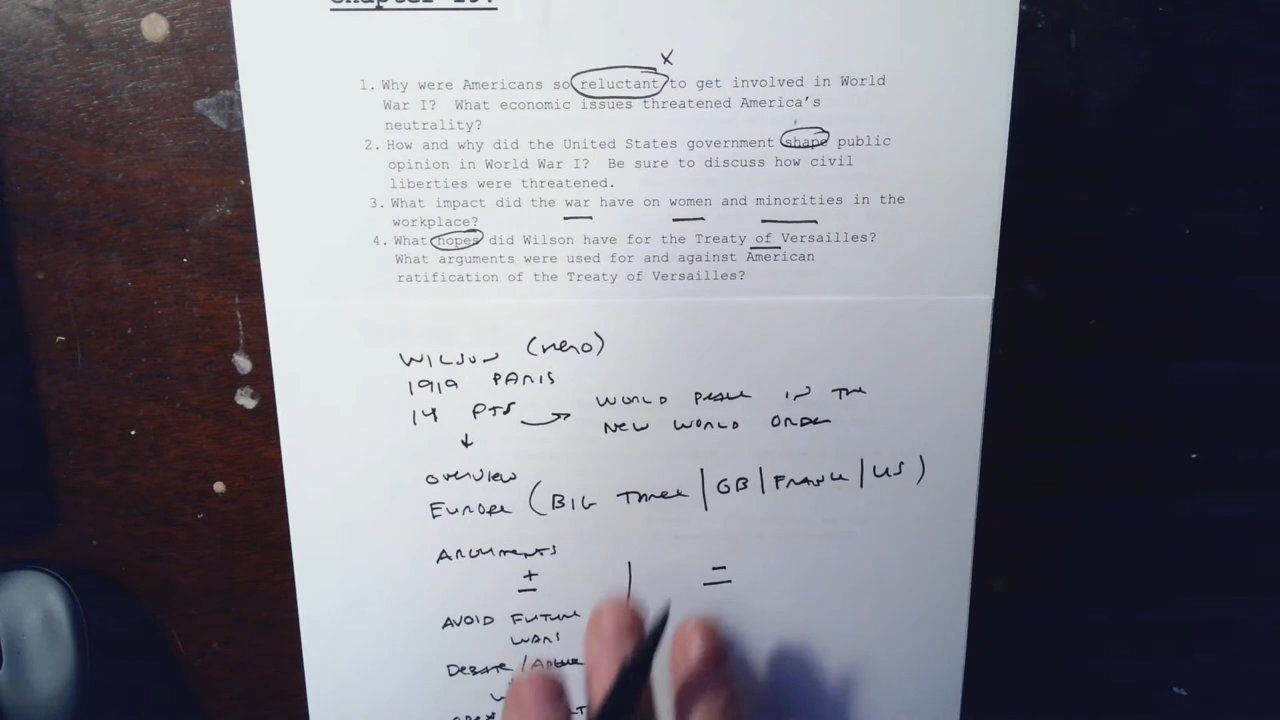 Chapter 19:
x
1. Why were Americans so reluctant to get involved in World
War I? What economic issues threatened America's
neutrality?
2. How and why did the United States government shape public
opinion in World War I? Be sure to discuss how civil
liberties were threatened.
3. What impact did the war have on women and minorities in the
workplace?
4. What hopes did Wilson have for the Treaty of Versailles?
What arguments were used for and against American
ratification of the Treaty of Versailles?
WILSON (HERO)
1919 PARIS
14 PTS → WORLD PEACE IN THE
NEW WORLD ORDER
↓
OVERVIEW
EUROPE (BIG THREE | GB | FRANCE | US)
ARGUMENTS
+ | -
AVOID FUTURE
WARS
DEBATE /